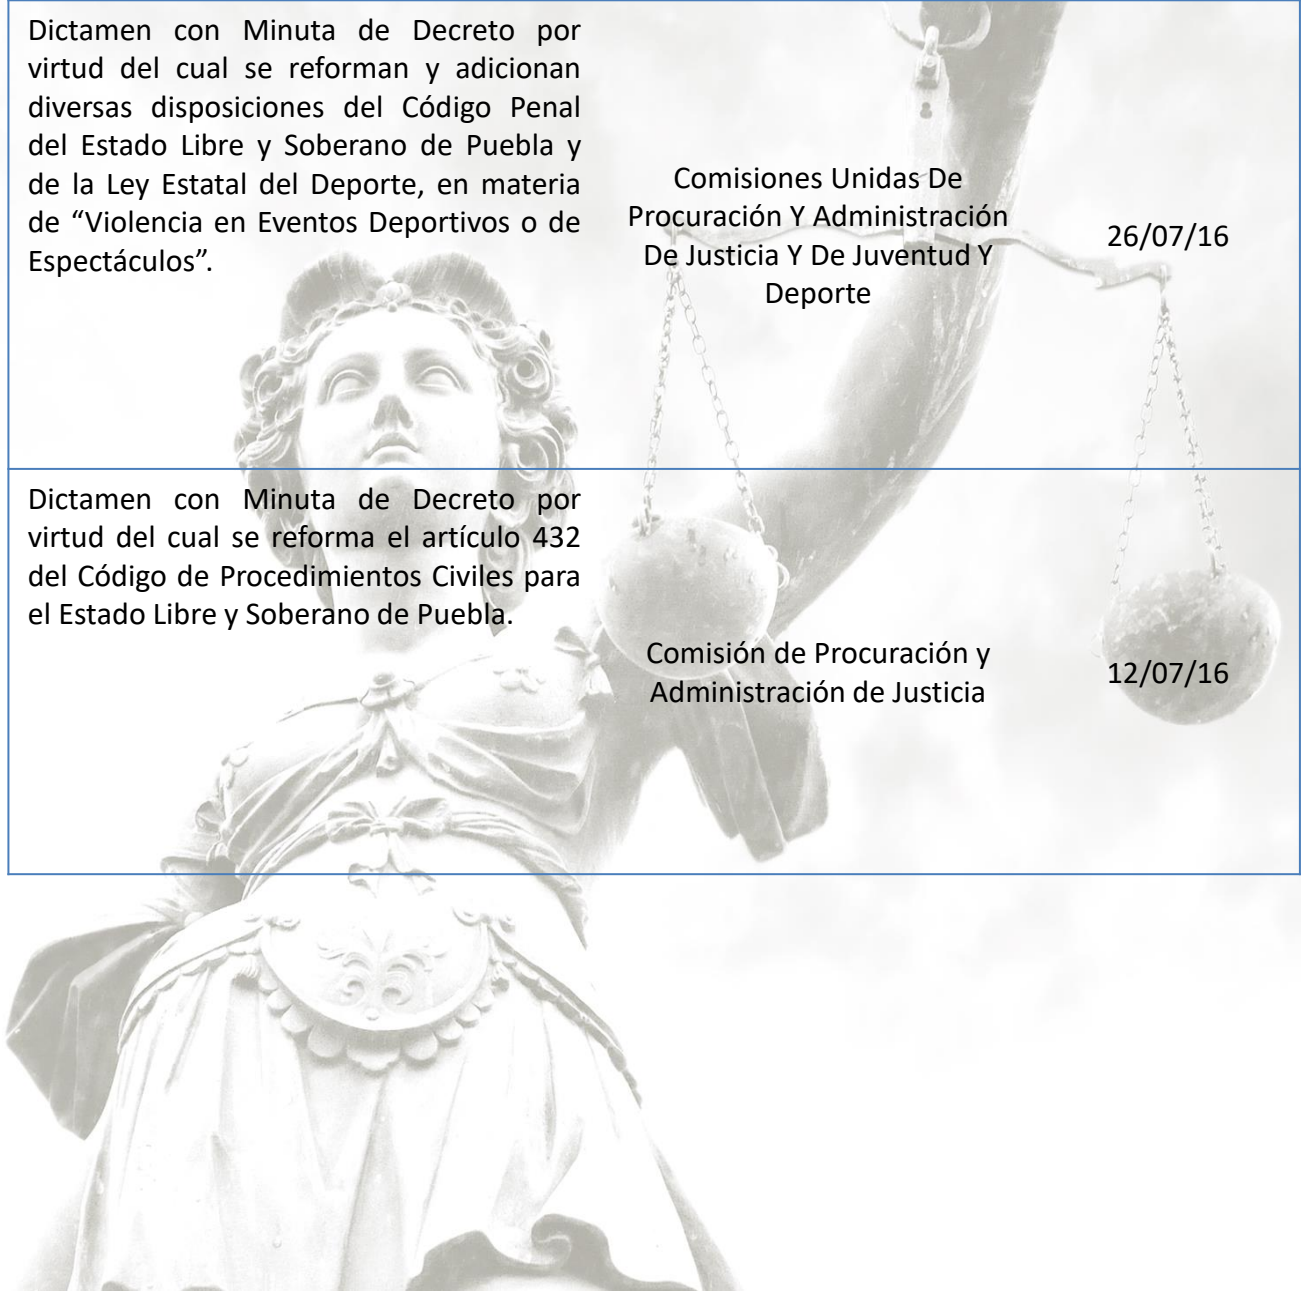 Dictamen con Minuta de Decreto por
virtud del cual se reforman y adicionan
diversas disposiciones del Código Penal
del Estado Libre y Soberano de Puebla y
de la Ley Estatal del Deporte, en materia
de “Violencia en Eventos Deportivos o de
Espectáculos”.
Comisiones Unidas De
Procuración Y Administración
De Justicia Y De Juventud Y
Deporte
26/07/16
Dictamen con Minuta de Decreto por
virtud del cual se reforma el artículo 432
del Código de Procedimientos Civiles para
el Estado Libre y Soberano de Puebla.
Comisión de Procuración y
Administración de Justicia
12/07/16